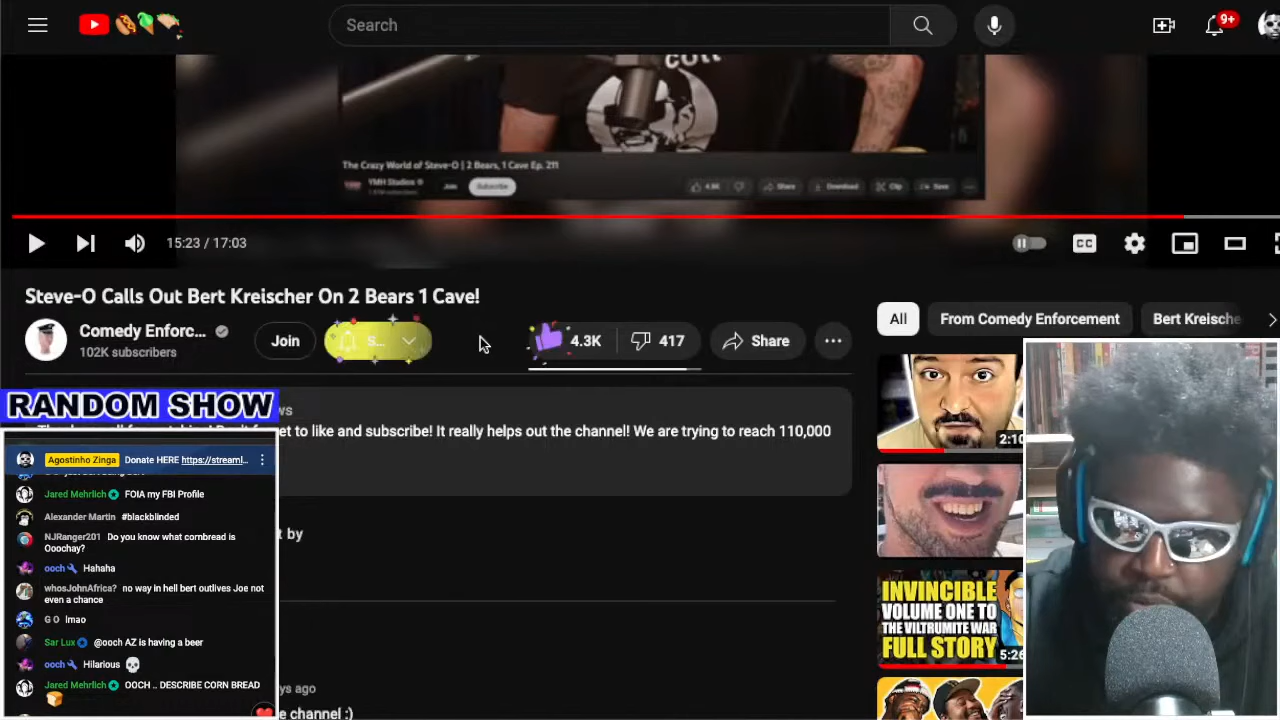 Search
9+
COTT
The Crazy World of Steve-O | 2 Bears, 1 Cave Ep. 211
YMH Studios
Join
Subscribe
4.8K
Share
Download
Clip
Save
15:23 / 17:03
CC
Steve-O Calls Out Bert Kreischer On 2 Bears 1 Cave!
Comedy Enforc...
102K subscribers
Join
S...
4.3K
417
Share
All
From Comedy Enforcement
Bert Kreische
RANDOM SHOW
ws
et to like and subscribe! It really helps out the channel! We are trying to reach 110,000
Agostinho Zinga Donate HERE https://streaml...
Jared Mehrlich FOIA my FBI Profile
Alexander Martin #blackblinded
NJRanger201 Do you know what cornbread is
Ooochay?
ooch Hahaha
whosJohnAfrica? no way in hell bert outlives Joe not
even a chance
G O lmao
Sar Lux @ooch AZ is having a beer
ooch Hilarious
Jared Mehrlich OOCH .. DESCRIBE CORN BREAD
t by
ys ago
e channel :)
2:10
INVINCIBLE
VOLUME ONE TO
THE VILTRUMITE WAR
FULL STORY
5:26